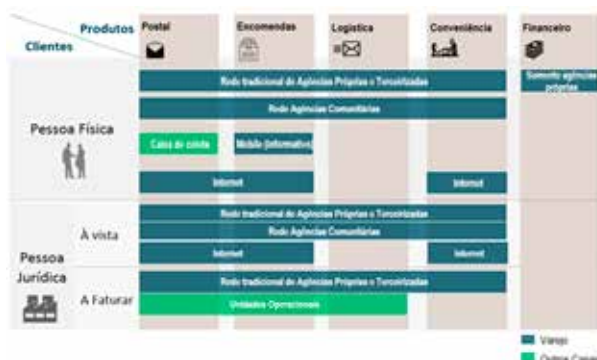 Produtos
Clientes
Postal
Encomendas
Logística
Conveniência
Financeiro
Rede tradicional de Agências Próprias e Terceirizadas
Somente agências
próprias
Rede Agências Comunitárias
Pessoa Física
Caixa de coleta
Mobile (informativo)
Internet
Internet
Rede tradicional de Agências Próprias e Terceirizadas
À vista
Rede Agências Comunitárias
Internet
Internet
Pessoa
Jurídica
A Faturar
Rede tradicional de Agências Próprias e Terceirizadas
Unidades Operacionais
Varejo
Outros Canais